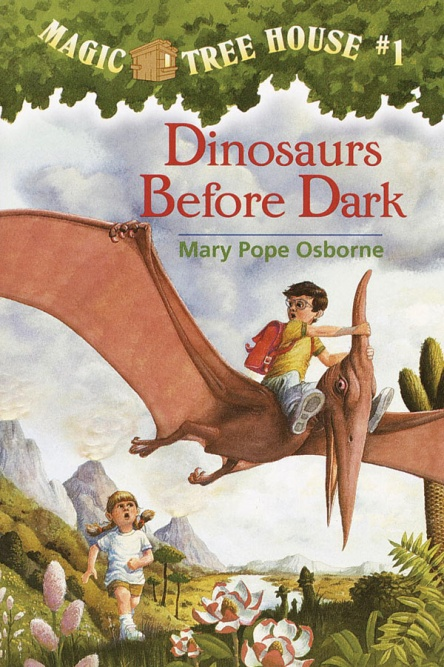 MAGIC TREE HOUSE #1
Dinosaurs
Before Dark
Mary Pope Osborne